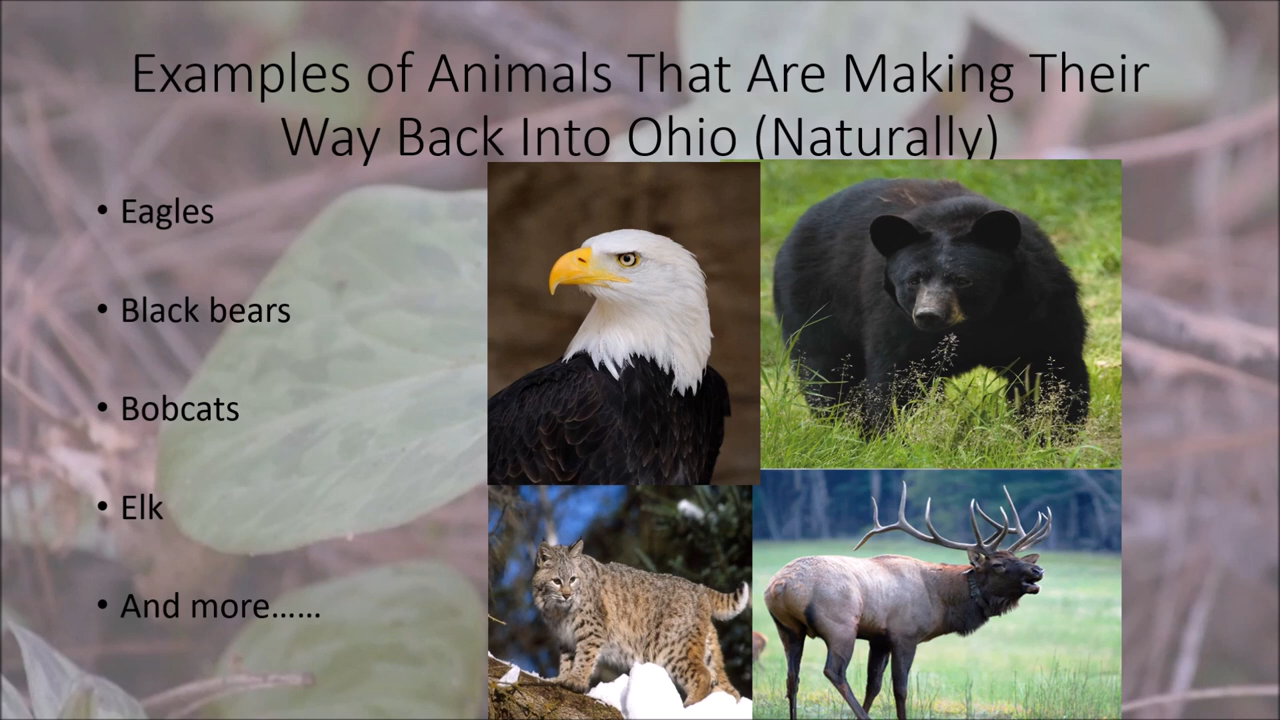 Examples of Animals That Are Making Their
Way Back Into Ohio (Naturally)
• Eagles
• Black bears
• Bobcats
• Elk
• And more……